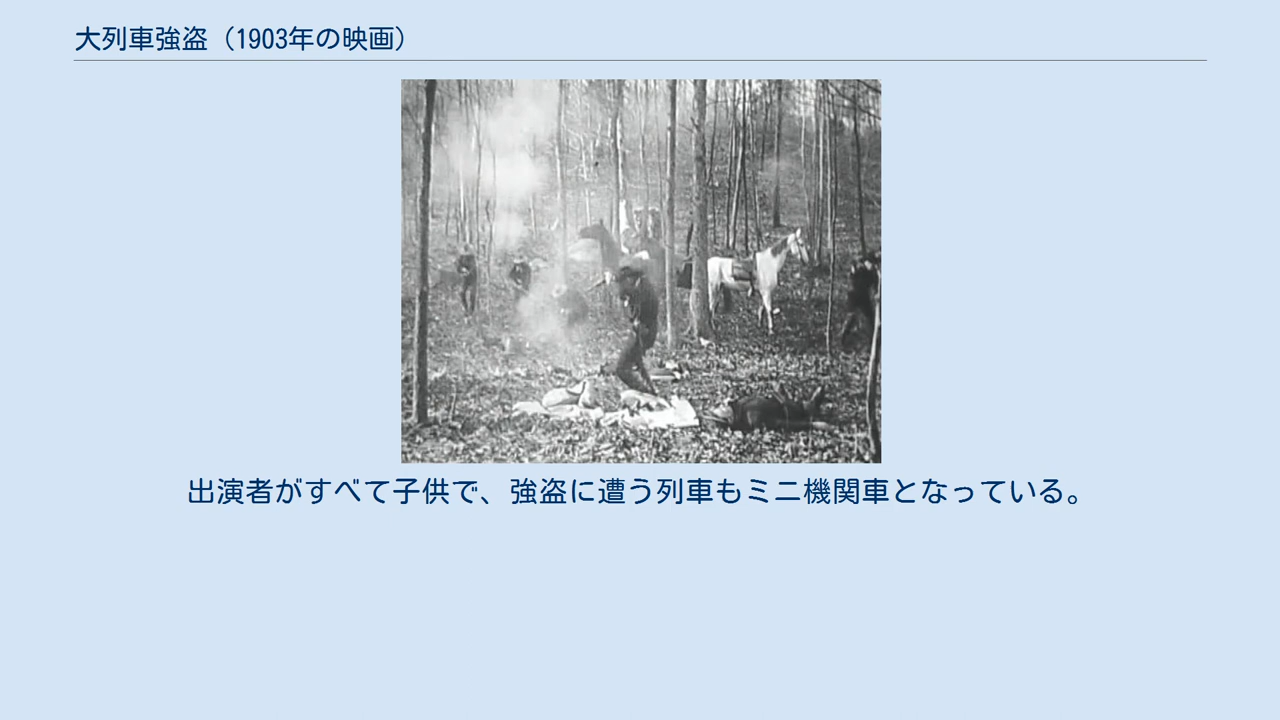 大列車強盗（1903年の映画）
出演者がすべて子供で、強盗に遭う列車もミニ機関車となっている。